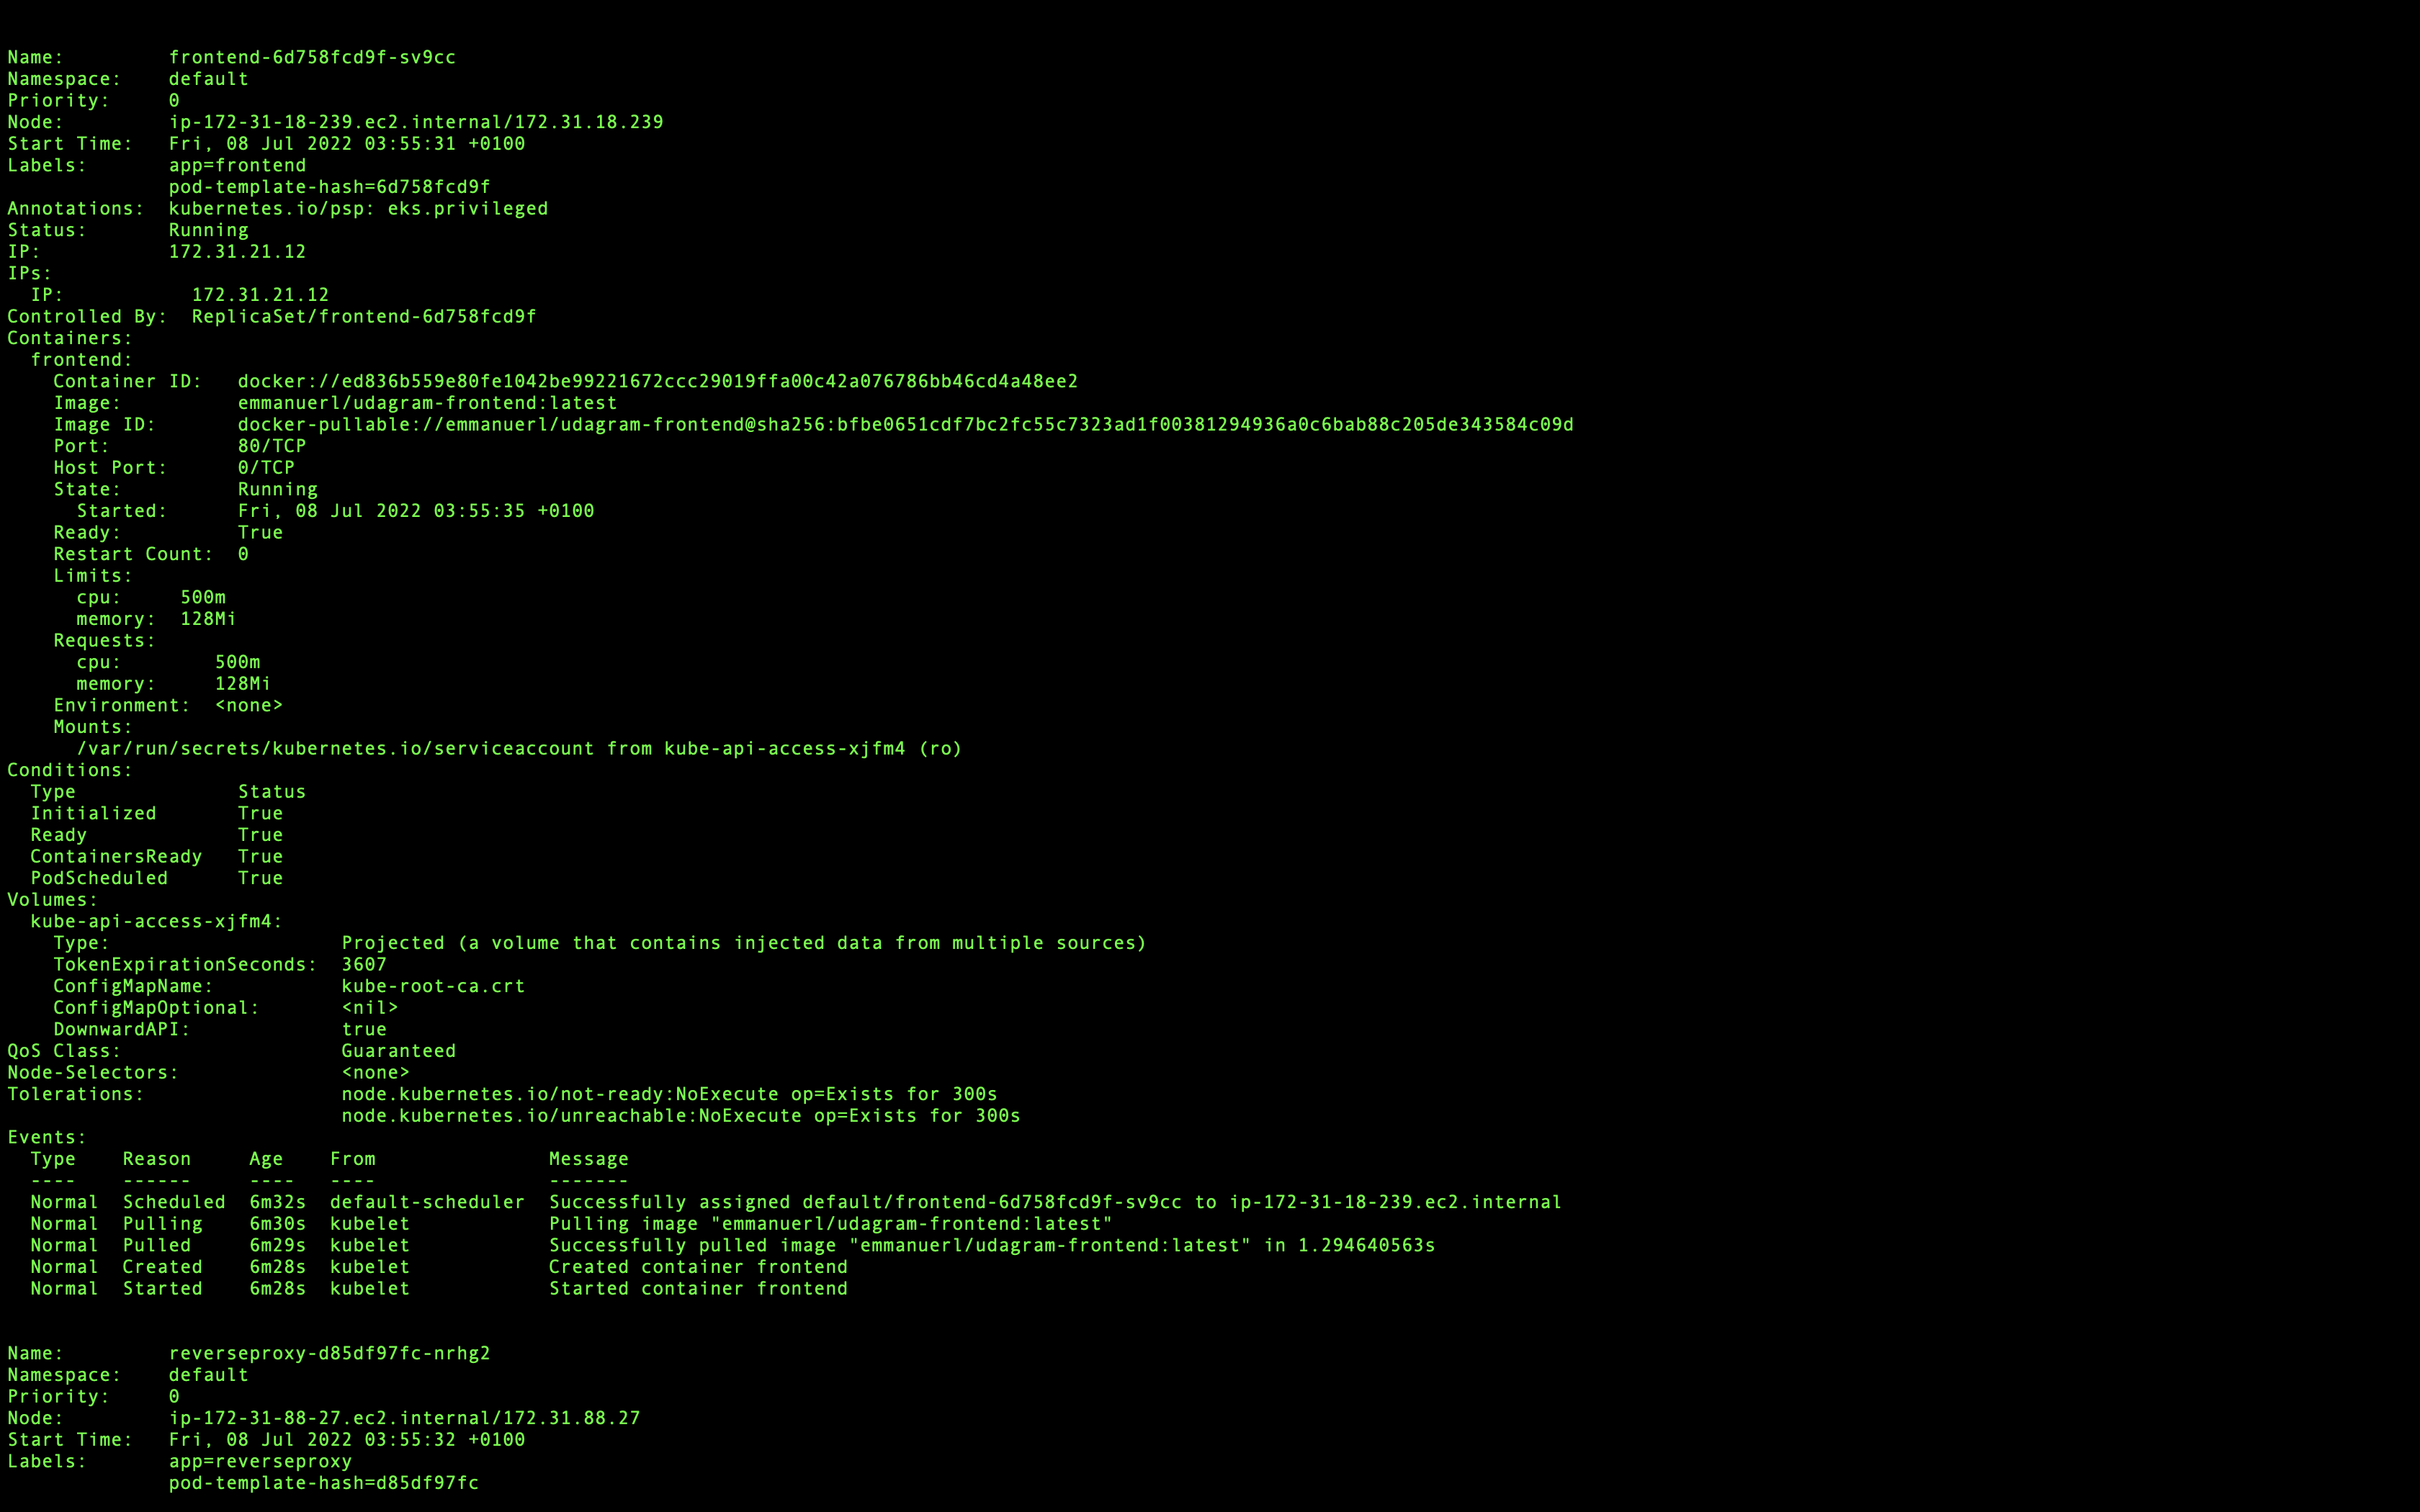 Name:         frontend-6d758fcd9f-sv9cc
Namespace:    default
Priority:     0
Node:         ip-172-31-18-239.ec2.internal/172.31.18.239
Start Time:   Fri, 08 Jul 2022 03:55:31 +0100
Labels:       app=frontend
              pod-template-hash=6d758fcd9f
Annotations:  kubernetes.io/psp: eks.privileged
Status:       Running
IP:           172.31.21.12
IPs:
  IP:           172.31.21.12
Controlled By:  ReplicaSet/frontend-6d758fcd9f
Containers:
  frontend:
    Container ID:   docker://ed836b559e80fe1042be99221672ccc29019ffa00c42a076786bb46cd4a48ee2
    Image:          emmanuerl/udagram-frontend:latest
    Image ID:       docker-pullable://emmanuerl/udagram-frontend@sha256:bfbe0651cdf7bc2fc55c7323ad1f00381294936a0c6bab88c205de343584c09d
    Port:           80/TCP
    Host Port:      0/TCP
    State:          Running
      Started:      Fri, 08 Jul 2022 03:55:35 +0100
    Ready:          True
    Restart Count:  0
    Limits:
      cpu:     500m
      memory:  128Mi
    Requests:
      cpu:        500m
      memory:     128Mi
    Environment:  <none>
    Mounts:
      /var/run/secrets/kubernetes.io/serviceaccount from kube-api-access-xjfm4 (ro)
Conditions:
  Type              Status
  Initialized       True
  Ready             True
  ContainersReady   True
  PodScheduled      True
Volumes:
  kube-api-access-xjfm4:
    Type:                    Projected (a volume that contains injected data from multiple sources)
    TokenExpirationSeconds:  3607
    ConfigMapName:           kube-root-ca.crt
    ConfigMapOptional:       <nil>
    DownwardAPI:             true
QoS Class:                   Guaranteed
Node-Selectors:              <none>
Tolerations:                 node.kubernetes.io/not-ready:NoExecute op=Exists for 300s
                             node.kubernetes.io/unreachable:NoExecute op=Exists for 300s
Events:
  Type    Reason     Age    From               Message
  ----    ------     ----   ----               -------
  Normal  Scheduled  6m32s  default-scheduler  Successfully assigned default/frontend-6d758fcd9f-sv9cc to ip-172-31-18-239.ec2.internal
  Normal  Pulling    6m30s  kubelet            Pulling image "emmanuerl/udagram-frontend:latest"
  Normal  Pulled     6m29s  kubelet            Successfully pulled image "emmanuerl/udagram-frontend:latest" in 1.294640563s
  Normal  Created    6m28s  kubelet            Created container frontend
  Normal  Started    6m28s  kubelet            Started container frontend
Name:         reverseproxy-d85df97fc-nrhg2
Namespace:    default
Priority:     0
Node:         ip-172-31-88-27.ec2.internal/172.31.88.27
Start Time:   Fri, 08 Jul 2022 03:55:32 +0100
Labels:       app=reverseproxy
              pod-template-hash=d85df97fc